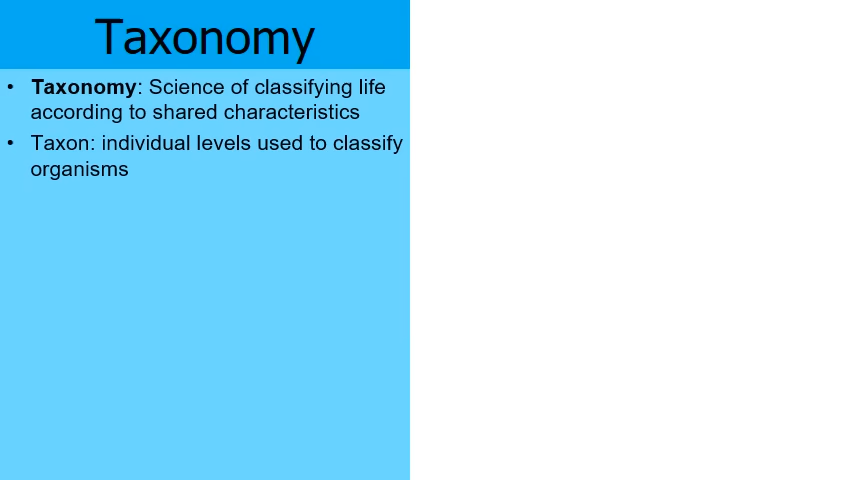 Taxonomy
• Taxonomy: Science of classifying life
according to shared characteristics
• Taxon: individual levels used to classify
organisms